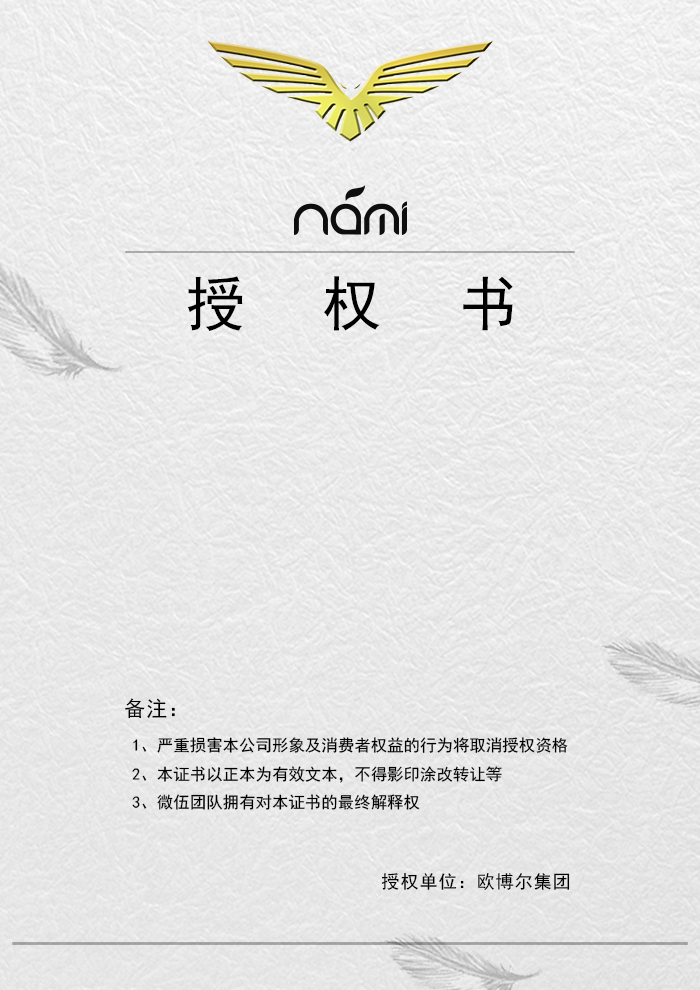 námi
授权书
备注：
1、严重损害本公司形象及消费者权益的行为将取消授权资格
2、本证书以正本为有效文本，不得影印涂改转让等
3、微伍团队拥有对本证书的最终解释权
授权单位：欧博尔集团